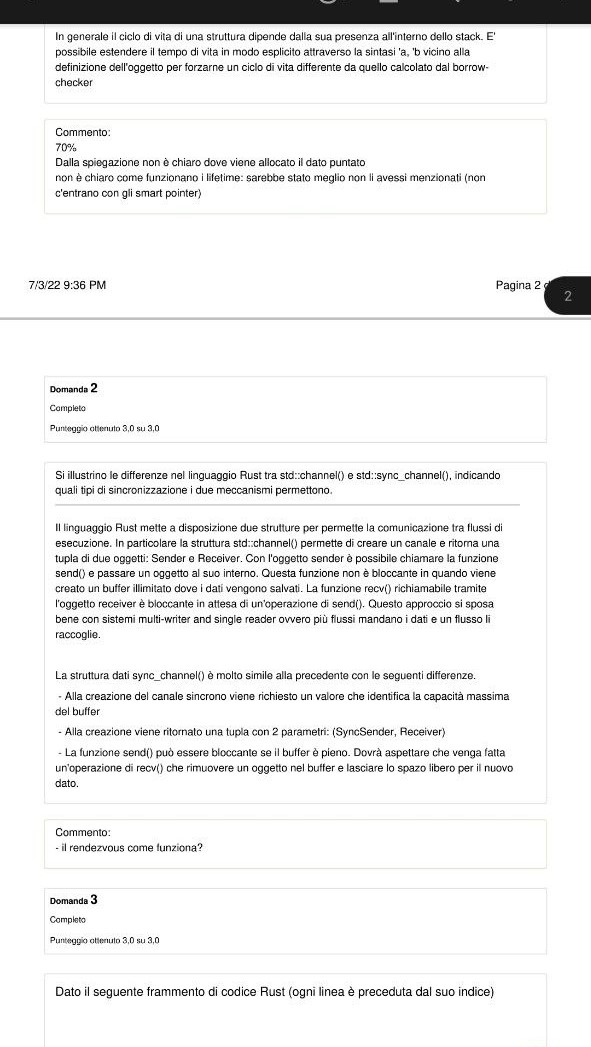 In generale il ciclo di vita di una struttura dipende dalla sua presenza all'interno dello stack. E'
possibile estendere il tempo di vita in modo esplicito attraverso la sintasi 'a, 'b vicino alla
definizione dell'oggetto per forzarne un ciclo di vita differente da quello calcolato dal borrow-
checker
Commento:
70%
Dalla spiegazione non è chiaro dove viene allocato il dato puntato
non è chiaro come funzionano i lifetime: sarebbe stato meglio non li avessi menzionati (non
c'entrano con gli smart pointer)
7/3/22 9:36 PM
Pagina 2
2
Domanda 2
Completo
Punteggio ottenuto 3,0 su 3,0
Si illustrino le differenze nel linguaggio Rust tra std::channel() e std::sync_channel(), indicando
quali tipi di sincronizzazione i due meccanismi permettono.
Il linguaggio Rust mette a disposizione due strutture per permette la comunicazione tra flussi di
esecuzione. In particolare la struttura std::channel() permette di creare un canale e ritorna una
tupla di due oggetti: Sender e Receiver. Con l'oggetto sender è possibile chiamare la funzione
send() e passare un oggetto al suo interno. Questa funzione non è bloccante in quando viene
creato un buffer illimitato dove i dati vengono salvati. La funzione recv() richiamabile tramite
l'oggetto receiver è bloccante in attesa di un'operazione di send(). Questo approccio si sposa
bene con sistemi multi-writer and single reader ovvero più flussi mandano i dati e un flusso li
raccoglie.
La struttura dati sync_channel() è molto simile alla precedente con le seguenti differenze.
- Alla creazione del canale sincrono viene richiesto un valore che identifica la capacità massima
del buffer
- Alla creazione viene ritornato una tupla con 2 parametri: (SyncSender, Receiver)
- La funzione send() può essere bloccante se il buffer è pieno. Dovrà aspettare che venga fatta
un'operazione di recv() che rimuovere un oggetto nel buffer e lasciare lo spazio libero per il nuovo
dato.
Commento:
- il rendezvous come funziona?
Domanda 3
Completo
Punteggio ottenuto 3,0 su 3,0
Dato il seguente frammento di codice Rust (ogni linea è preceduta dal suo indice)